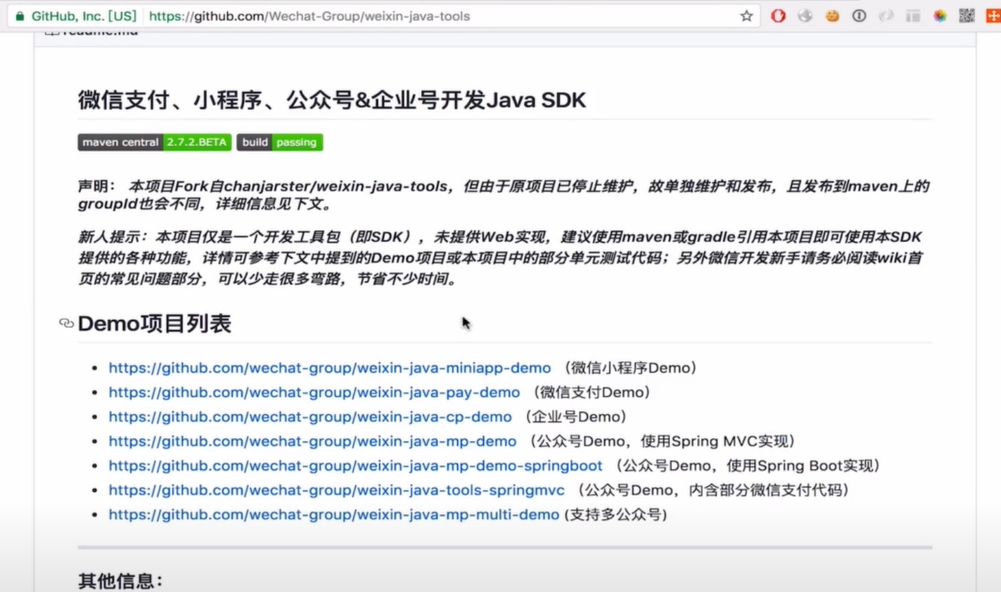 GitHub, Inc. [US] https://github.com/Wechat-Group/weixin-java-tools
readme.md
微信支付、小程序、公众号&企业号开发Java SDK
maven central 2.7.2.BETA build passing
声明： 本项目Fork自chanjarster/weixin-java-tools，但由于原项目已停止维护，故单独维护和发布，且发布到maven上的
groupId也会不同，详细信息见下文。
新人提示：本项目仅是一个开发工具包（即SDK），未提供Web实现，建议使用maven或gradle引用本项目即可使用本SDK
提供的各种功能，详情可参考下文中提到的Demo项目或本项目中的部分单元测试代码；另外微信开发新手请务必阅读wiki首
页的常见问题部分，可以少走很多弯路，节省不少时间。
Demo项目列表
https://github.com/wechat-group/weixin-java-miniapp-demo （微信小程序Demo）
https://github.com/wechat-group/weixin-java-pay-demo （微信支付Demo）
https://github.com/wechat-group/weixin-java-cp-demo （企业号Demo）
https://github.com/wechat-group/weixin-java-mp-demo （公众号Demo，使用Spring MVC实现）
https://github.com/wechat-group/weixin-java-mp-demo-springboot （公众号Demo，使用Spring Boot实现）
https://github.com/wechat-group/weixin-java-tools-springmvc （公众号Demo，内含部分微信支付代码）
https://github.com/wechat-group/weixin-java-mp-multi-demo (支持多公众号)
其他信息：